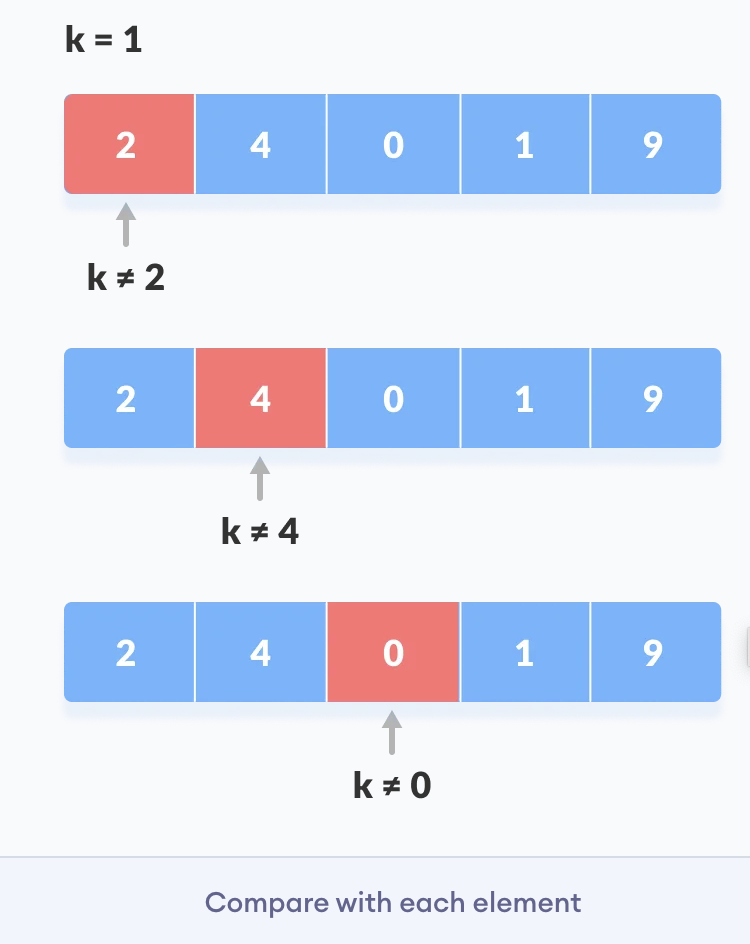 k = 1
2 4 0 1 9
k ≠ 2
2 4 0 1 9
k ≠ 4
2 4 0 1 9
k ≠ 0
Compare with each element